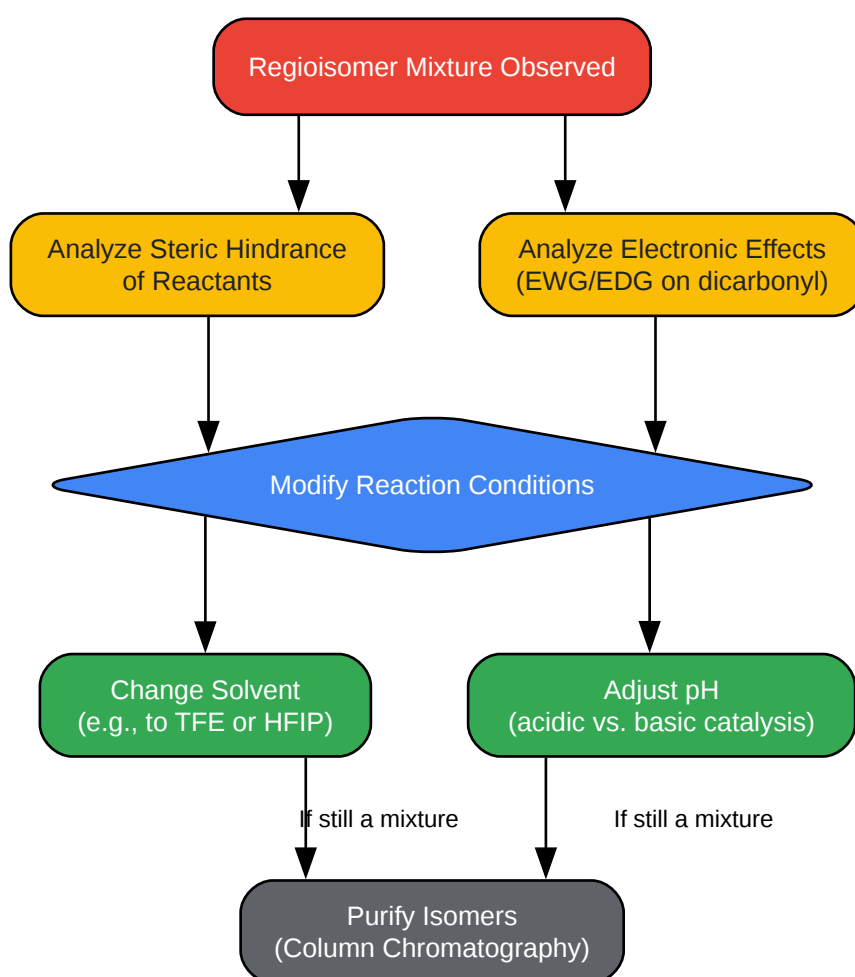 Regioisomer Mixture Observed
Analyze Steric Hindrance
of Reactants
Analyze Electronic Effects
(EWG/EDG on dicarbonyl)
Modify Reaction Conditions
Change Solvent
(e.g., to TFE or HFIP)
Adjust pH
(acidic vs. basic catalysis)
If still a mixture
If still a mixture
Purify Isomers
(Column Chromatography)